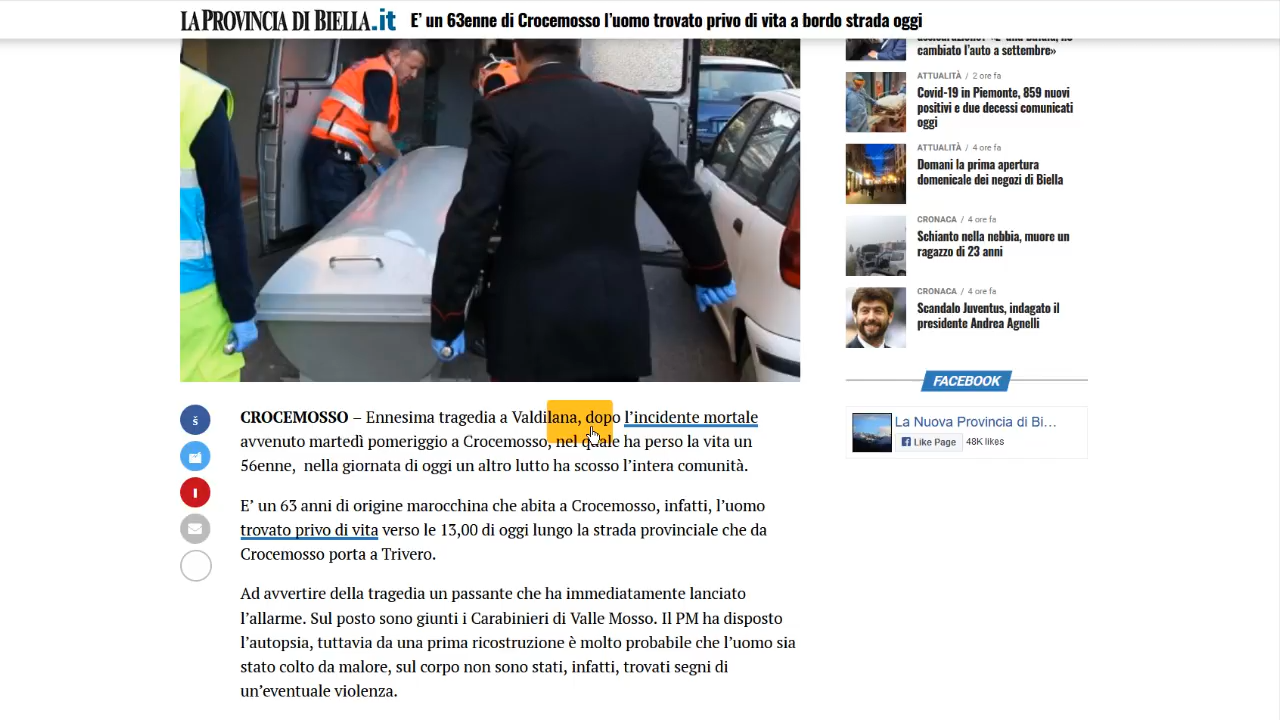 LA PROVINCIA DI BIELLA.it
E' un 63enne di Crocemosso l'uomo trovato privo di vita a bordo strada oggi
cambiato l'auto a settembre»
ATTUALITÀ / 2 ore fa
Covid-19 in Piemonte, 859 nuovi
positivi e due decessi comunicati
oggi
ATTUALITÀ / 4 ore fa
Domani la prima apertura
domenicale dei negozi di Biella
CRONACA / 4 ore fa
Schianto nella nebbia, muore un
ragazzo di 23 anni
CRONACA / 4 ore fa
Scandalo Juventus, indagato il
presidente Andrea Agnelli
FACEBOOK
La Nuova Provincia di Bi…
Like Page 48K likes
CROCEMOSSO – Ennesima tragedia a Valdilana, dopo l'incidente mortale
avvenuto martedì pomeriggio a Crocemosso, nel quale ha perso la vita un
56enne, nella giornata di oggi un altro lutto ha scosso l'intera comunità.
E' un 63 anni di origine marocchina che abita a Crocemosso, infatti, l'uomo
trovato privo di vita verso le 13,00 di oggi lungo la strada provinciale che da
Crocemosso porta a Trivero.
Ad avvertire della tragedia un passante che ha immediatamente lanciato
l'allarme. Sul posto sono giunti i Carabinieri di Valle Mosso. Il PM ha disposto
l'autopsia, tuttavia da una prima ricostruzione è molto probabile che l'uomo sia
stato colto da malore, sul corpo non sono stati, infatti, trovati segni di
un'eventuale violenza.